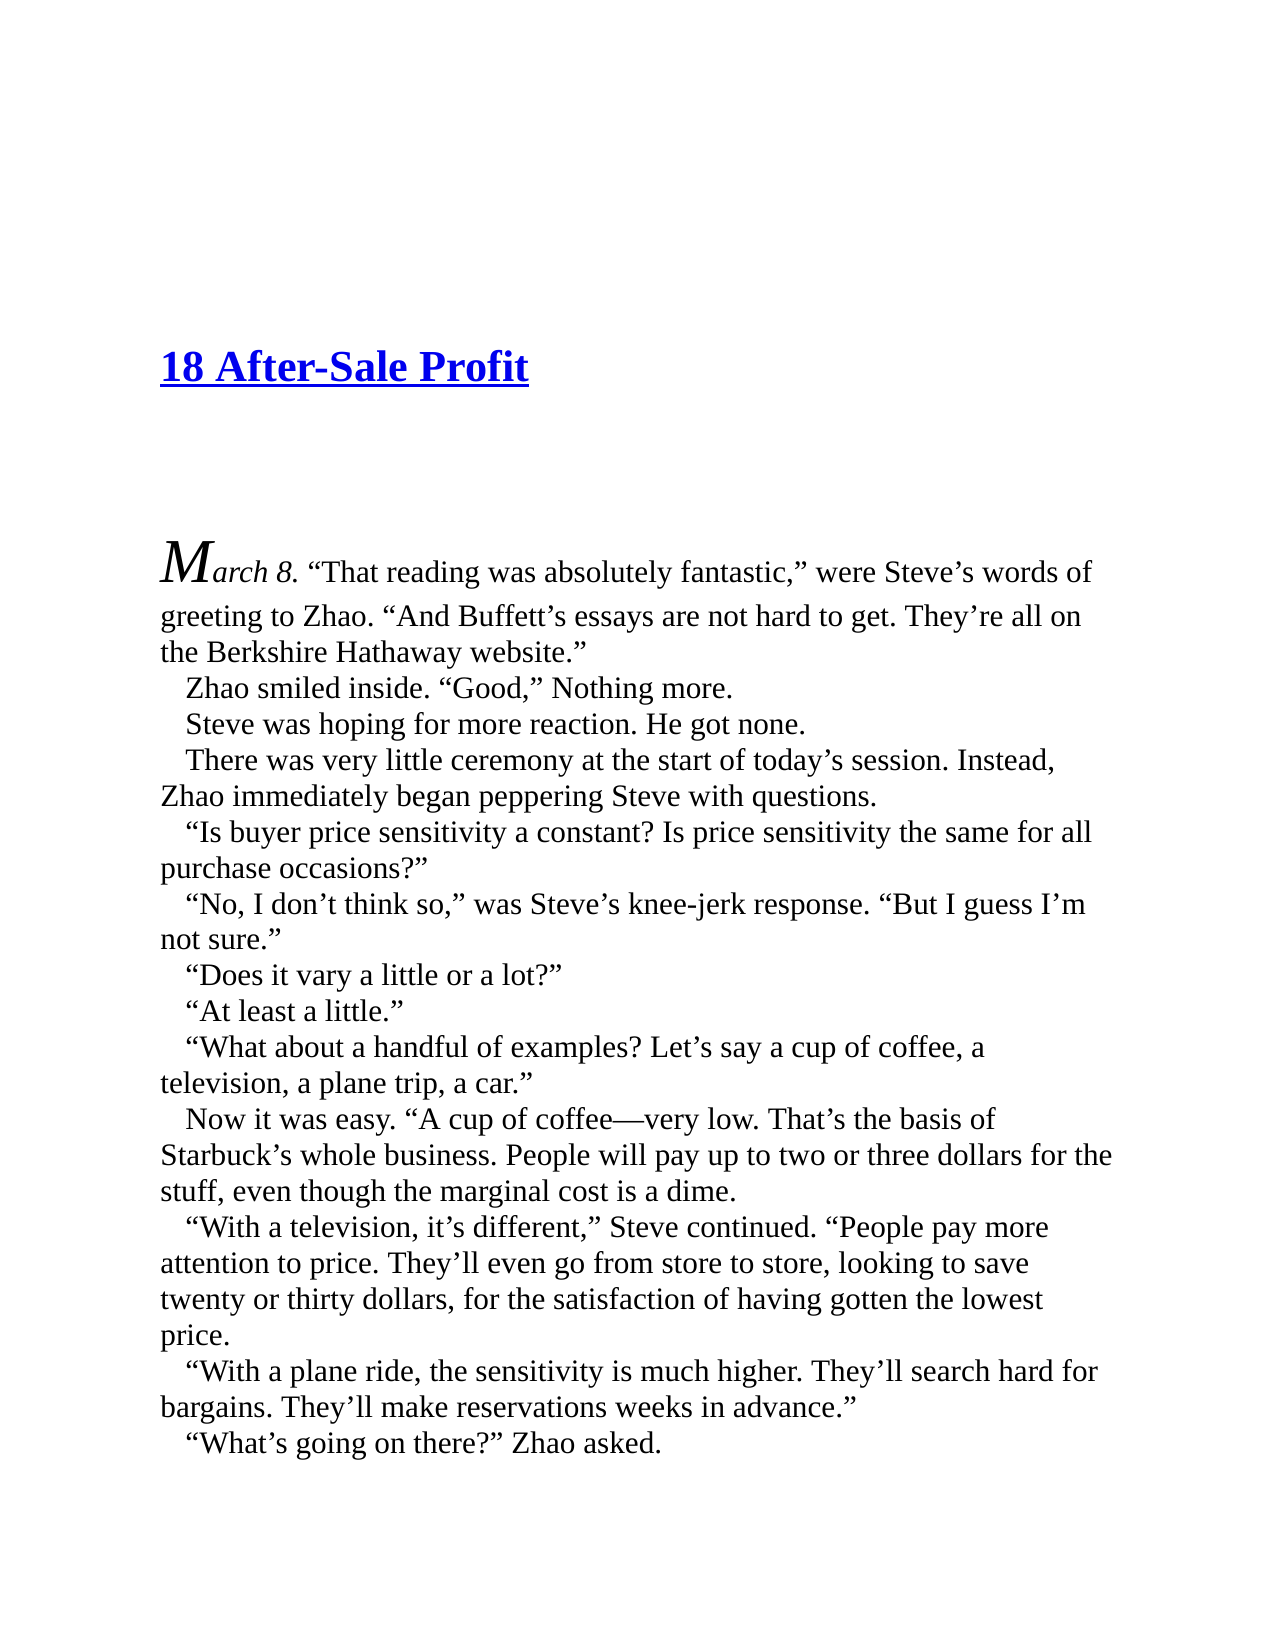 18 After-Sale Profit
March 8. “That reading was absolutely fantastic,” were Steve’s words of
greeting to Zhao. “And Buffett’s essays are not hard to get. They’re all on
the Berkshire Hathaway website.”
Zhao smiled inside. “Good,” Nothing more.
Steve was hoping for more reaction. He got none.
There was very little ceremony at the start of today’s session. Instead,
Zhao immediately began peppering Steve with questions.
“Is buyer price sensitivity a constant? Is price sensitivity the same for all
purchase occasions?”
“No, I don’t think so,” was Steve’s knee-jerk response. “But I guess I’m
not sure.”
“Does it vary a little or a lot?”
“At least a little.”
“What about a handful of examples? Let’s say a cup of coffee, a
television, a plane trip, a car.”
Now it was easy. “A cup of coffee—very low. That’s the basis of
Starbuck’s whole business. People will pay up to two or three dollars for the
stuff, even though the marginal cost is a dime.
“With a television, it’s different,” Steve continued. “People pay more
attention to price. They’ll even go from store to store, looking to save
twenty or thirty dollars, for the satisfaction of having gotten the lowest
price.
“With a plane ride, the sensitivity is much higher. They’ll search hard for
bargains. They’ll make reservations weeks in advance.”
“What’s going on there?” Zhao asked.